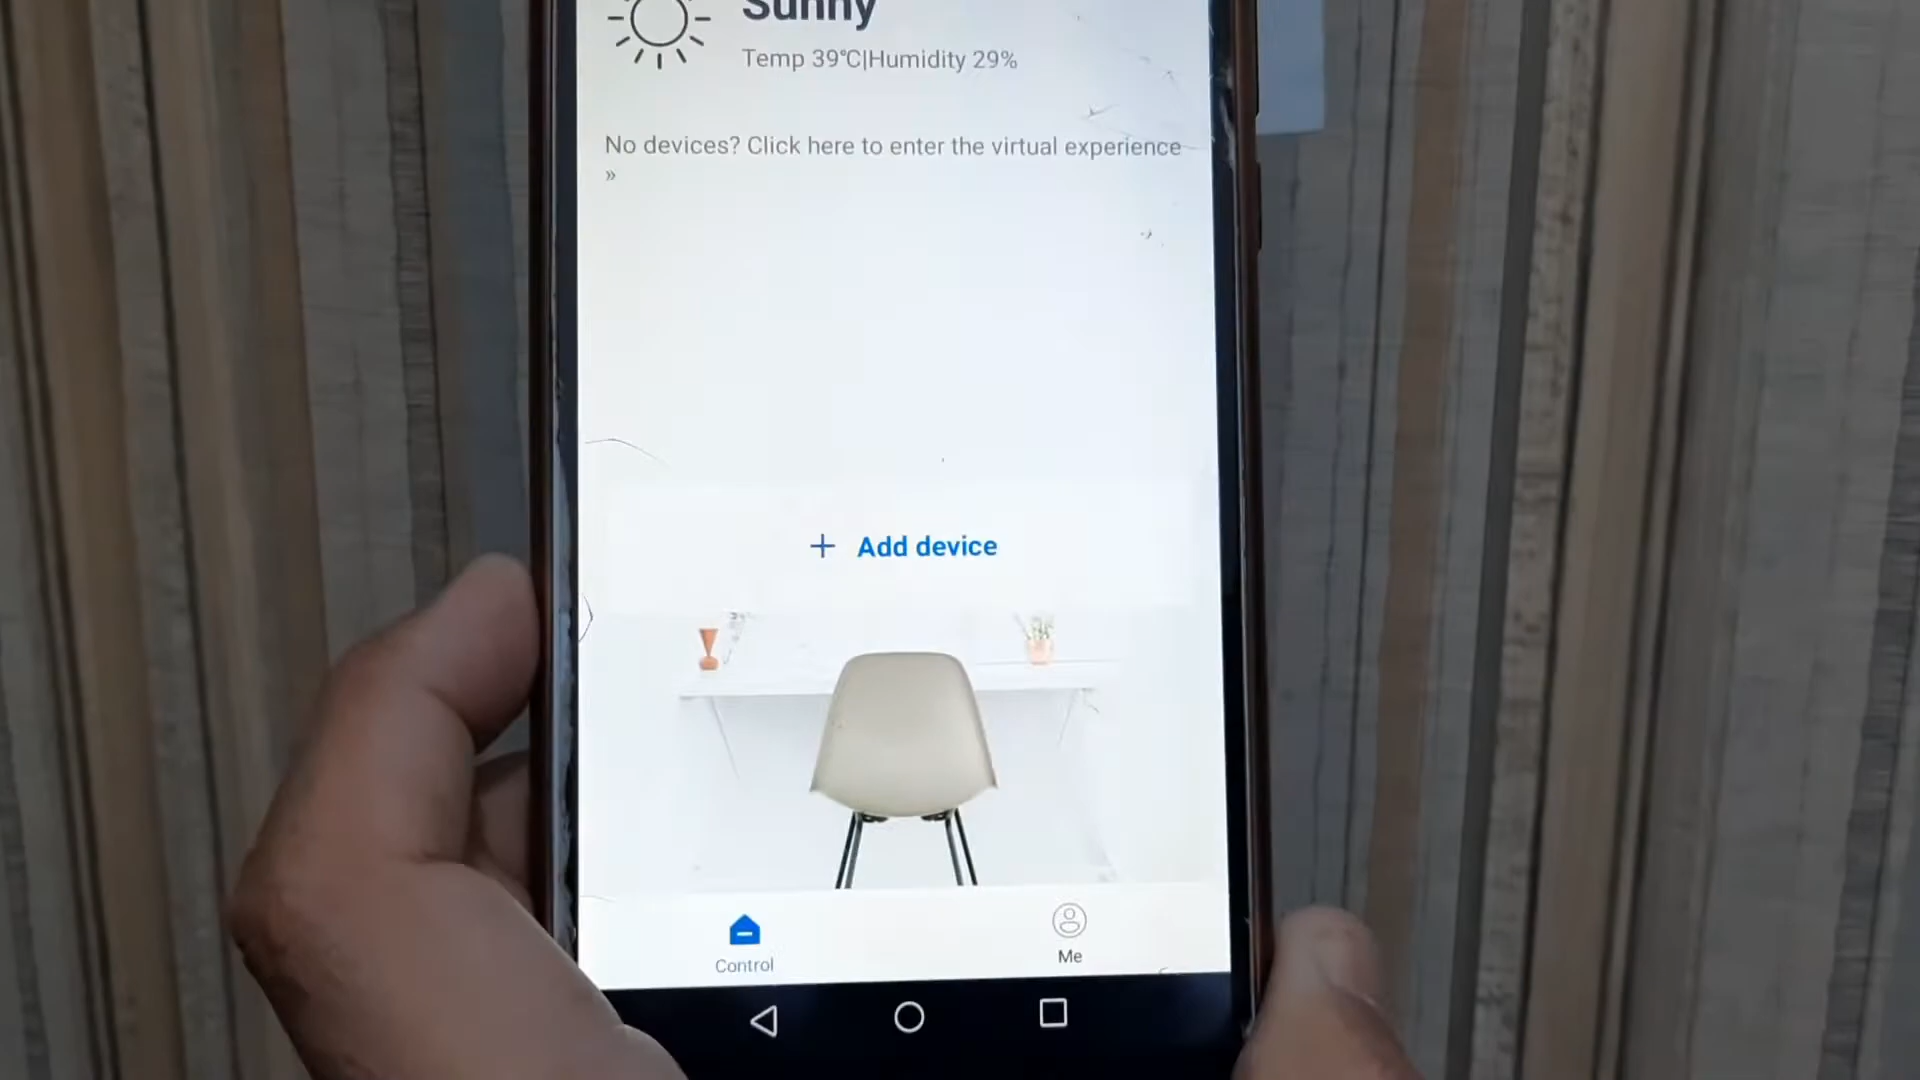 Sunny
Temp 39℃|Humidity 29%
No devices? Click here to enter the virtual experience
»
+ Add device
Control
Me